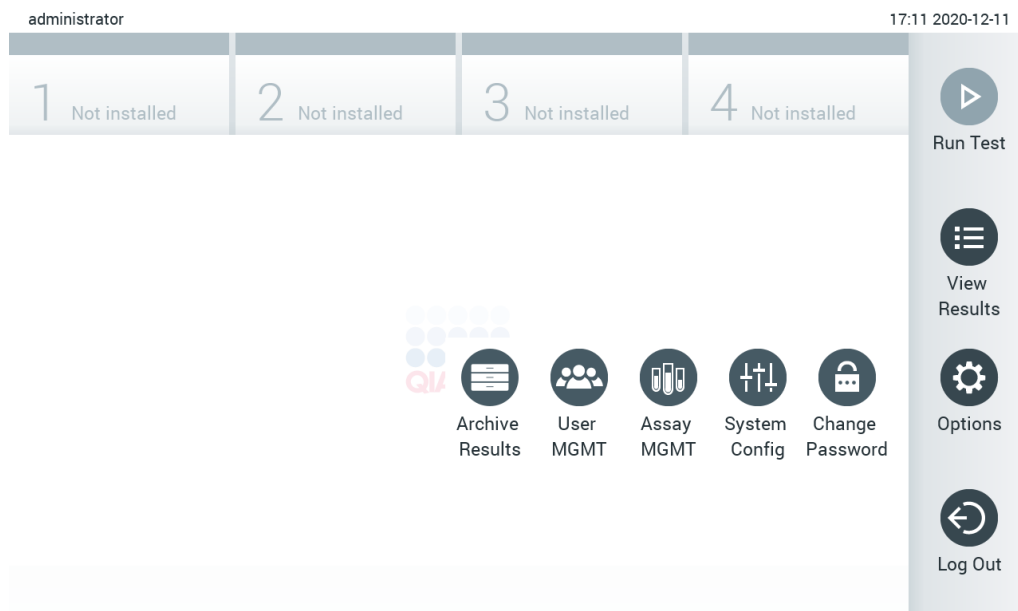 administrator 17:11 2020-12-11
1 Not installed 2 Not installed 3 Not installed 4 Not installed
Run Test
View
Results
Archive User Assay System Change Options
Results MGMT MGMT Config Password
Log Out